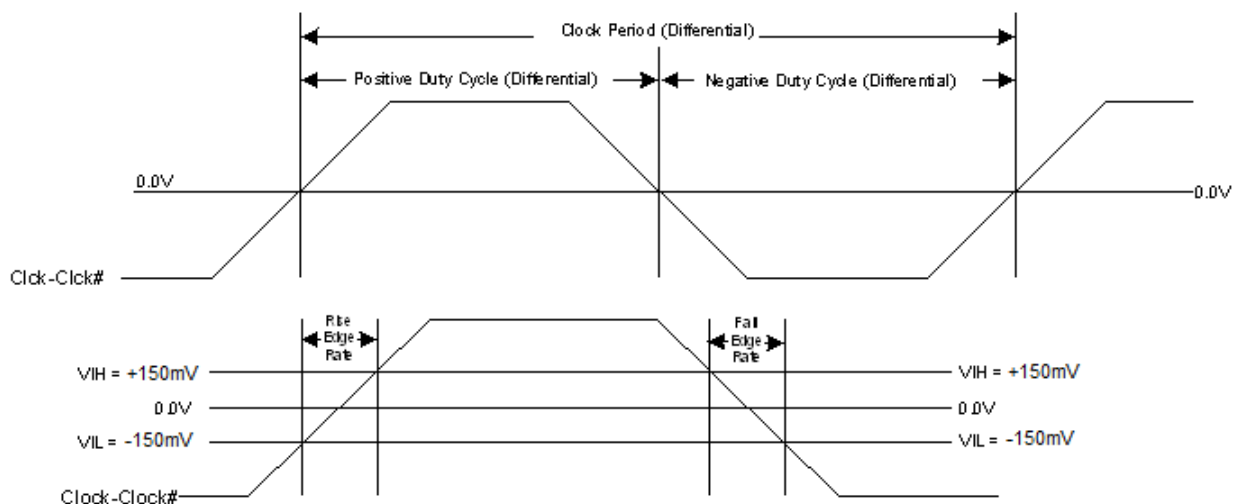 Clock Period (Differential)
Positive Duty Cycle (Differential)
Negative Duty Cycle (Differential)
0.0V
0.0V
Clck-Clck#
Rise
Edge
Rate
Fall
Edge
Rate
VIH = +150mV
VIH = +150mV
0.0V
0.0V
VIL = -150mV
VIL = -150mV
Clock-Clock#